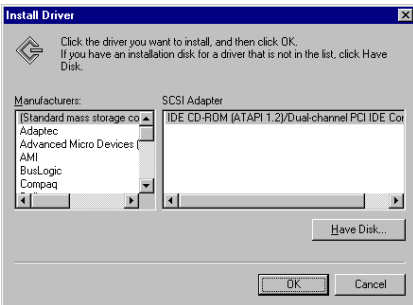 Install Driver
Click the driver you want to install, and then click OK.
If you have an installation disk for a driver that is not in the list, click Have
Disk.
Manufacturers:
SCSI Adapter
(Standard mass storage co
IDE CD-ROM (ATAPI 1.2)/Dual-channel PCI IDE Con
Adaptec
Advanced Micro Devices (
AMI
BusLogic
Compaq
Have Disk...
OK
Cancel